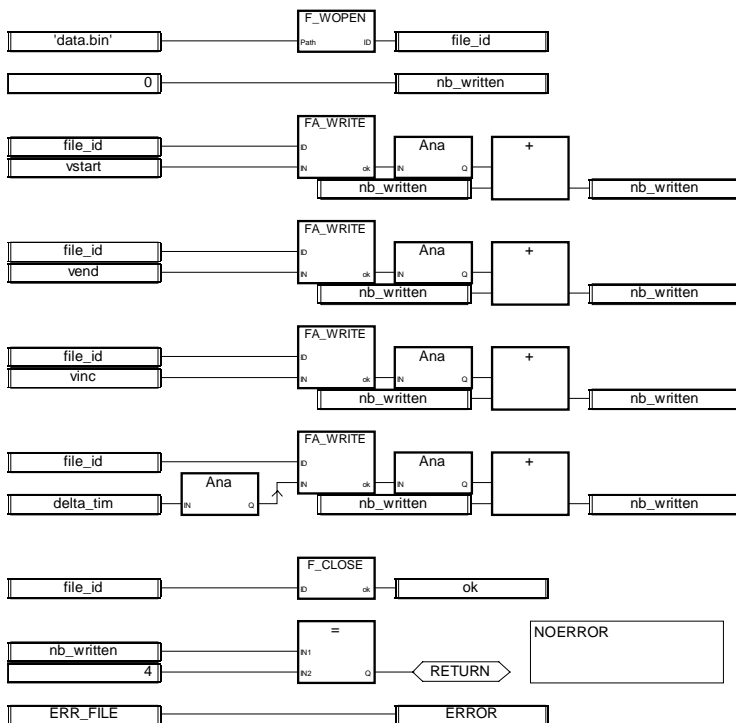 F_WOPEN
'data.bin' Path ID file_id
0 nb_written
FA_WRITE
file_id ID Ana +
vstart IN ok IN Q
nb_written nb_written
FA_WRITE
file_id ID Ana +
vend IN ok IN Q
nb_written nb_written
FA_WRITE
file_id ID Ana +
vinc IN ok IN Q
nb_written nb_written
FA_WRITE
file_id ID Ana +
Ana IN ok IN Q
delta_tim IN Q nb_written nb_written
F_CLOSE
file_id ID ok ok
= NOERROR
nb_written IN1
4 IN2 Q RETURN
ERR_FILE ERROR